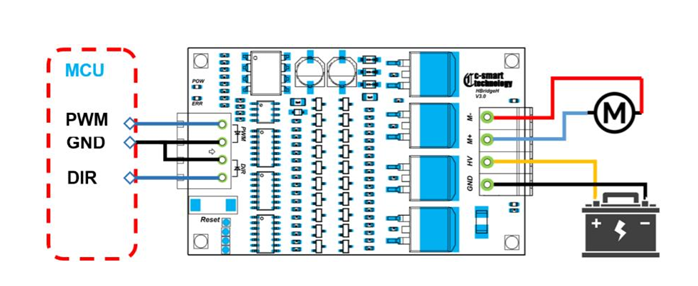 MCU
PWM
GND
DIR
POW
ERR
PWM
DIR
Reset
c-smart
technology
HBridgeH
V3.0
M-
M+
HV
GND
M
+ -